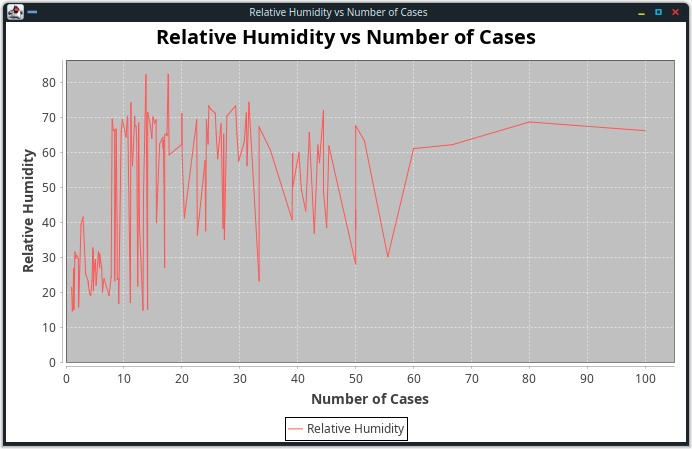 Relative Humidity vs Number of Cases
Relative Humidity vs Number of Cases
Relative Humidity
80
70
60
50
40
30
20
10
0
0 10 20 30 40 50 60 70 80 90 100
Number of Cases
Relative Humidity